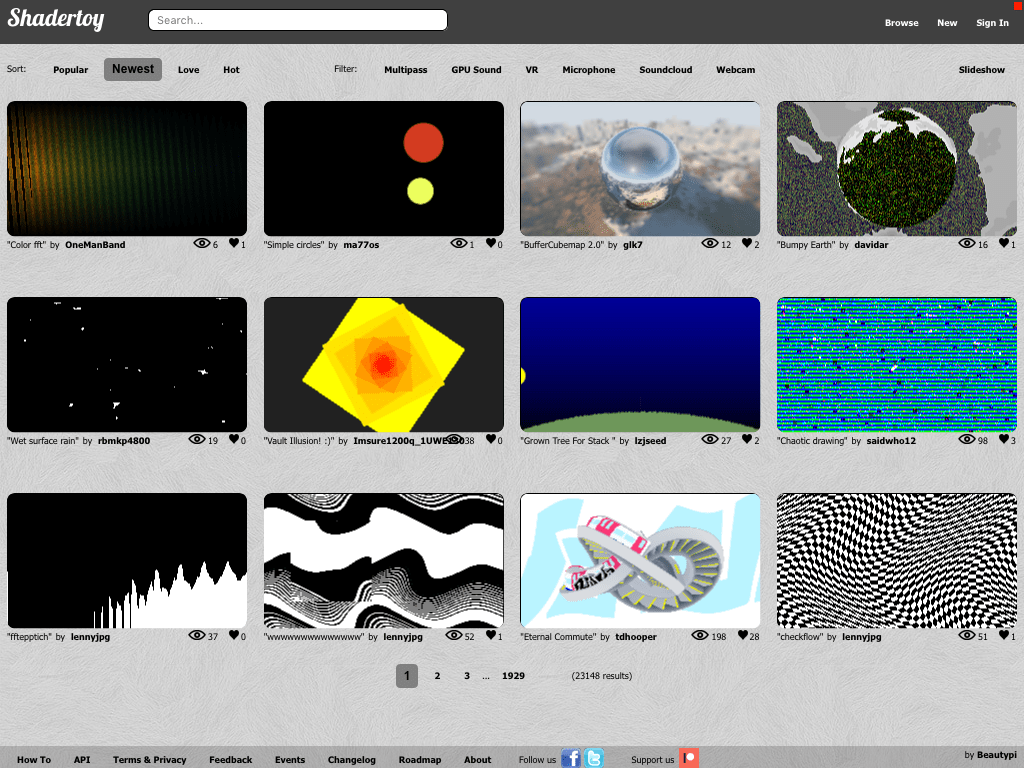 Shadertoy Search... Browse New Sign In
Sort: Popular Newest Love Hot Filter: Multipass GPU Sound VR Microphone Soundcloud Webcam Slideshow
"Color fft" by OneManBand 6 1 "Simple circles" by ma77os 1 0 "BufferCubemap 2.0" by glk7 12 2 "Bumpy Earth" by davidar 16 1
"Wet surface rain" by rbmkp4800 19 0 "Vault Illusion! :)" by 38 0 "Grown Tree For Stack " by lzjseed 27 2 "Chaotic drawing" by saidwho12 98 3
"fftepptich" by lennyjpg 37 0 "wwwwwwwwwwwwwww" by lennyjpg 52 1 "Eternal Commute" by tdhooper 198 28 "checkflow" by lennyjpg 51 1
1 2 3 ... 1929 (23148 results)
How To API Terms & Privacy Feedback Events Changelog Roadmap About Follow us Support us by Beautypi